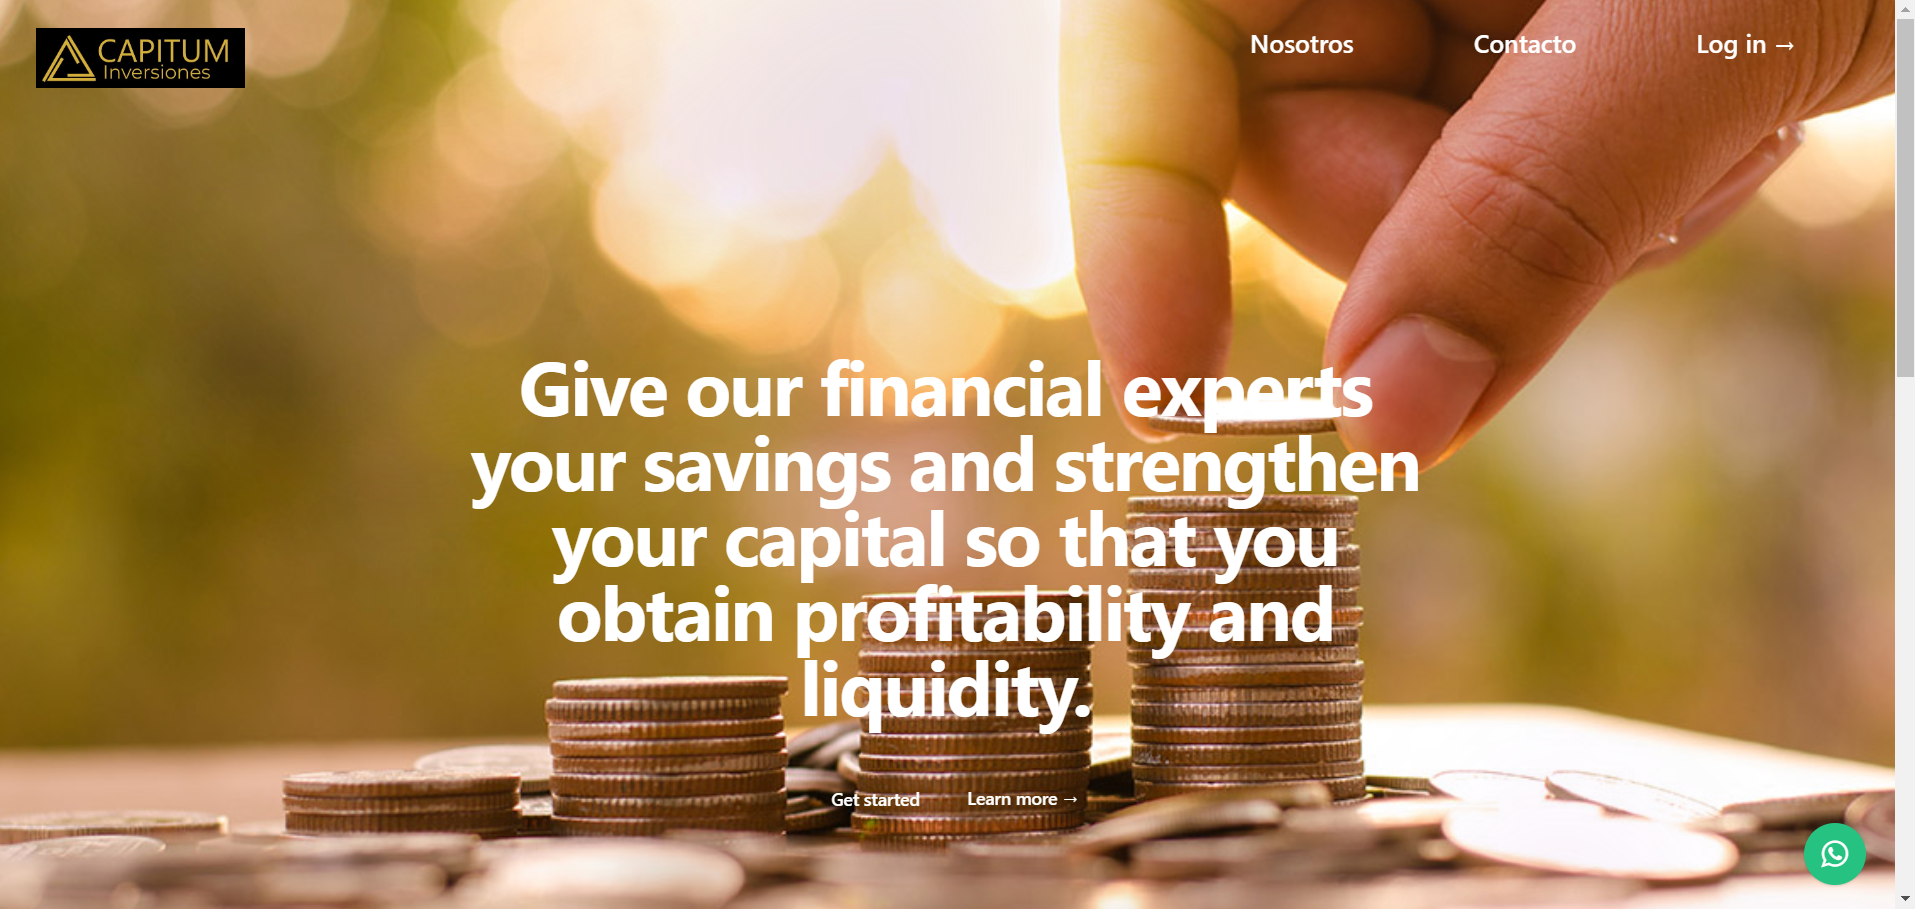 CAPITUM
Inversiones
Nosotros
Contacto
Log in →
Give our financial experts
your savings and strengthen
your capital so that you
obtain profitability and
liquidity.
Get started
Learn more →